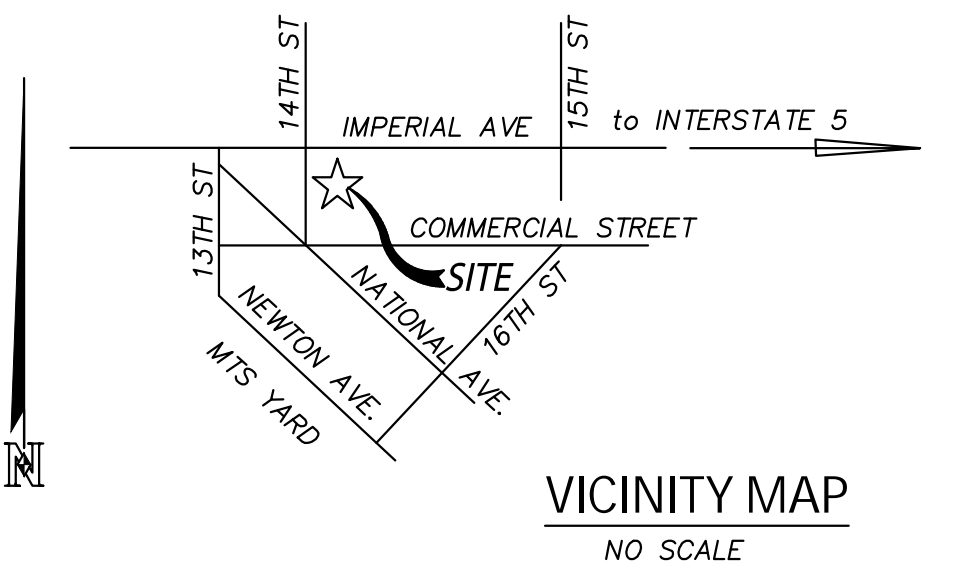 14TH ST
15TH ST
IMPERIAL AVE
to INTERSTATE 5
13TH ST
COMMERCIAL STREET
SITE
NATIONAL AVE.
16TH ST
NEWTON AVE.
MTS YARD
N
VICINITY MAP
NO SCALE